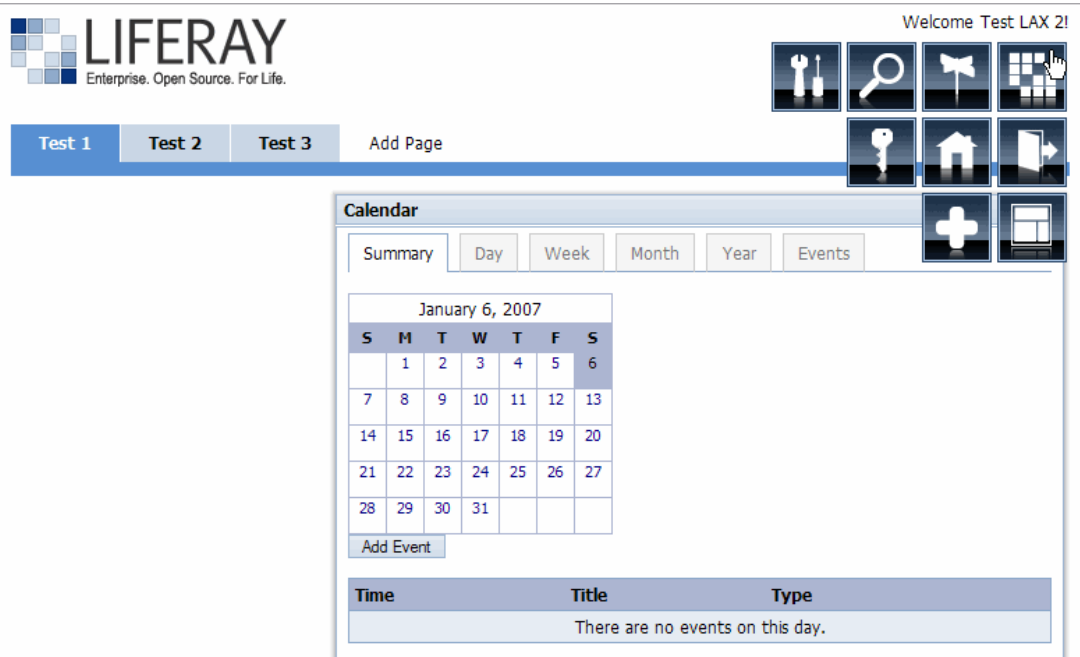 Welcome Test LAX 2!
LIFERAY
Enterprise. Open Source. For Life.
Test 1 Test 2 Test 3 Add Page
Calendar
Summary Day Week Month Year Events
January 6, 2007
S M T W T F S
1 2 3 4 5 6
7 8 9 10 11 12 13
14 15 16 17 18 19 20
21 22 23 24 25 26 27
28 29 30 31
Add Event
Time Title Type
There are no events on this day.